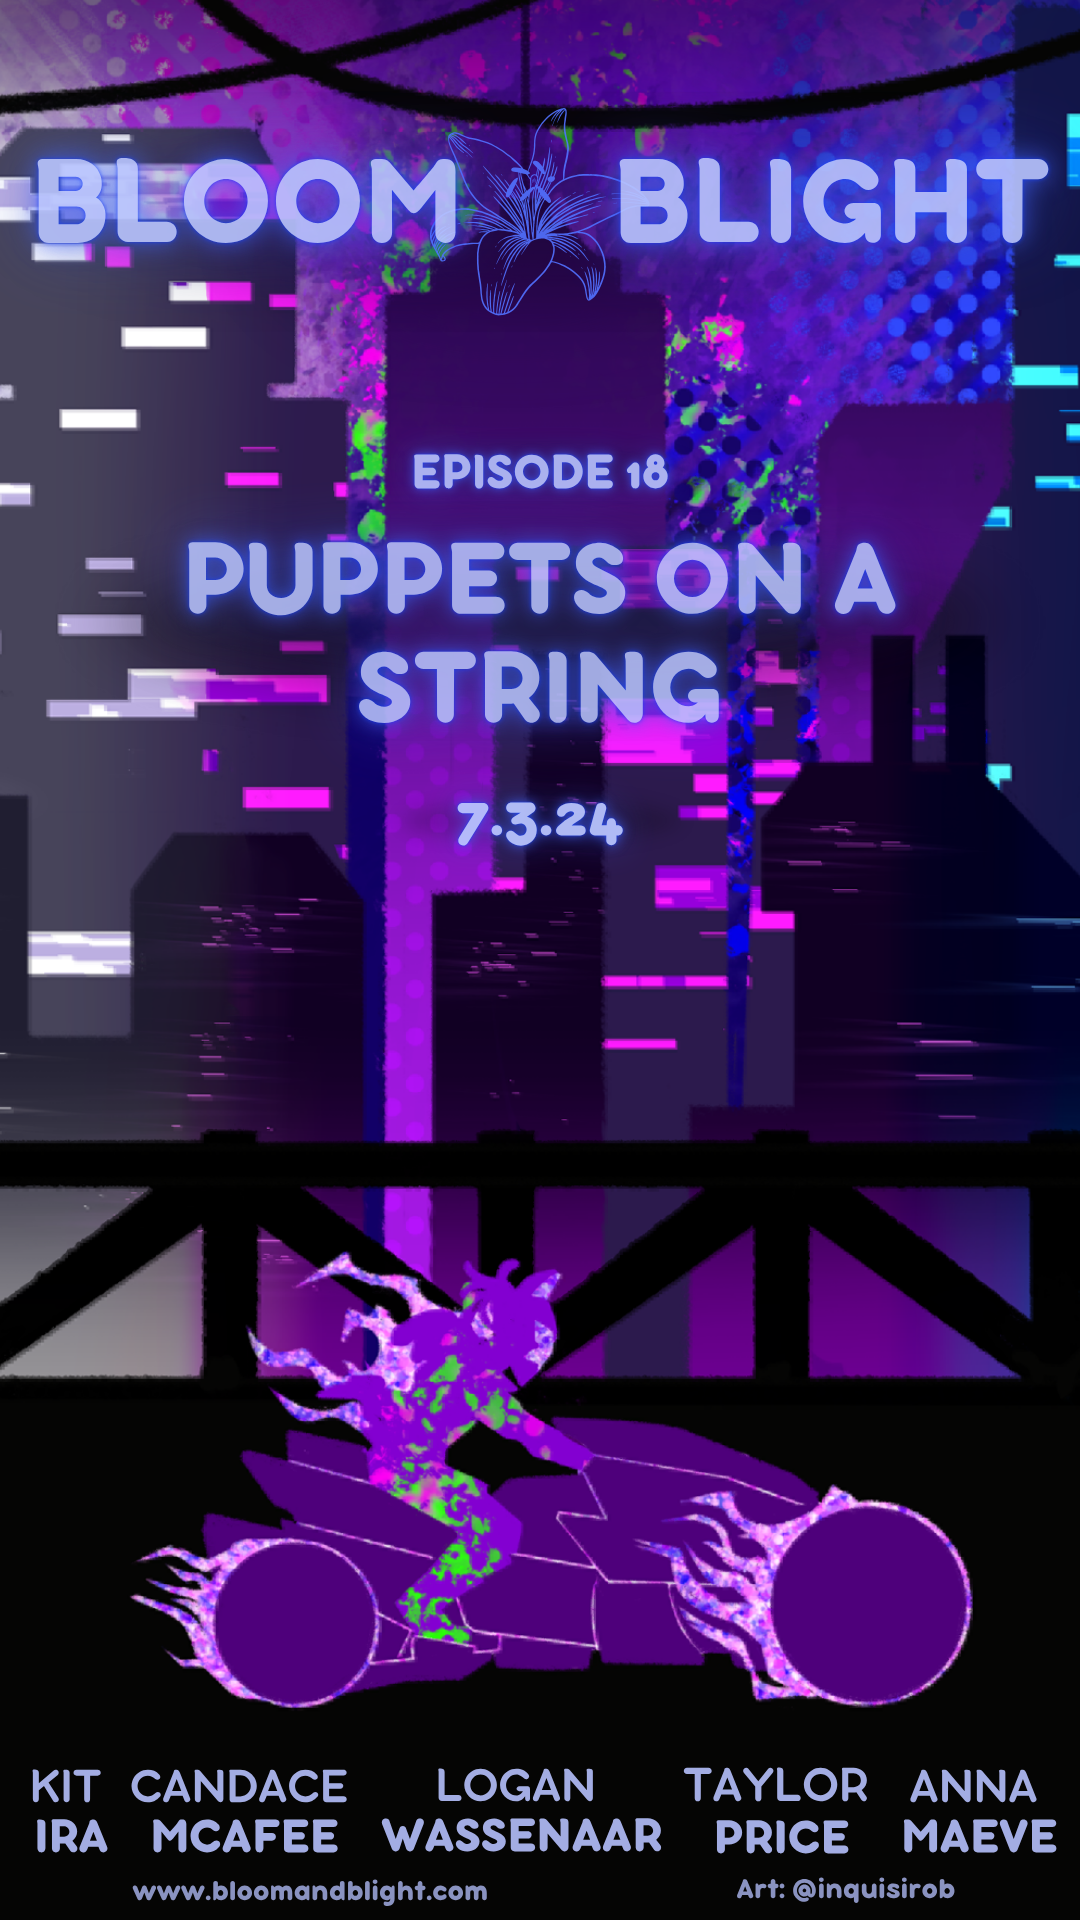 BLOOM BLIGHT
EPISODE 18
PUPPETS ON A
STRING
7.3.24
KIT CANDACE LOGAN TAYLOR ANNA
IRA MCAFEE WASSENAAR PRICE MAEVE
www.bloomandblight.com Art: @inquisirob